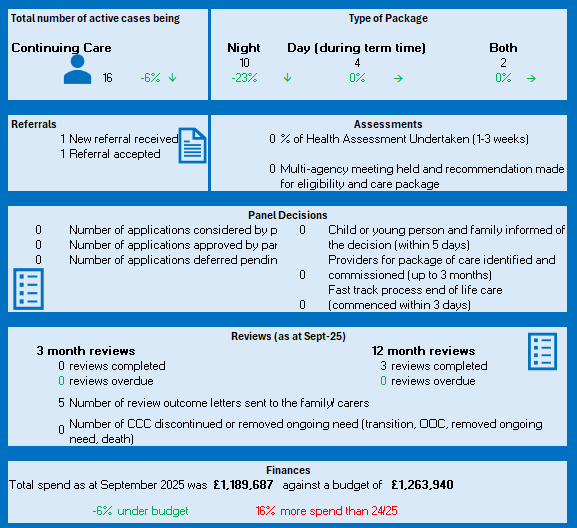 Total number of active cases being
Type of Package
Continuing Care
Night
Day (during term time)
Both
10
4
2
16
-6% ↓
-23% ↓
0% →
0% →
Referrals
1 New referral received
1 Referral accepted
Assessments
0 % of Health Assessment Undertaken (1-3 weeks)
0 Multi-agency meeting held and recommendation made
for eligibility and care package
Panel Decisions
0 Number of applications considered by p
0 Number of applications approved by par
0 Number of applications deferred pendin
0 Child or young person and family informed of
the decision (within 5 days)
Providers for package of care identified and
0 commissioned (up to 3 months)
Fast track process end of life care
0 (commenced within 3 days)
Reviews (as at Sept-25)
3 month reviews
0 reviews completed
0 reviews overdue
12 month reviews
3 reviews completed
0 reviews overdue
5 Number of review outcome letters sent to the family/ carers
0 Number of CCC discontinued or removed ongoing need (transition, OOC, removed ongoing
need, death)
Finances
Total spend as at September 2025 was £1,189,687 against a budget of £1,263,940
-6% under budget
16% more spend than 24/25